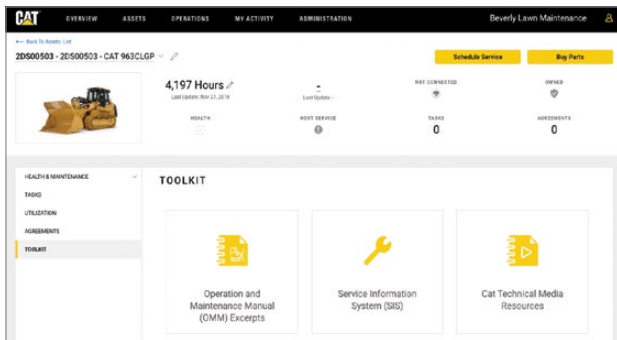 CAT OVERVIEW ASSETS OPERATIONS MY ACTIVITY ADMINISTRATION Beverly Lawn Maintenance
Back To Assets List
2DS00503 - 2DS00503 - CAT 963CLGP
Schedule Service Buy Parts
4,197 Hours - NOT CONNECTED OWNED
Last Update: Nov 27, 2018 Last Update: -
HEALTH NEXT SERVICE TASKS AGREEMENTS
0 0
HEALTH & MAINTENANCE
TASKS
UTILIZATION
AGREEMENTS
TOOLKIT
TOOLKIT
Operation and
Maintenance Manual
(OMM) Excerpts
Service Information
System (SIS)
Cat Technical Media
Resources